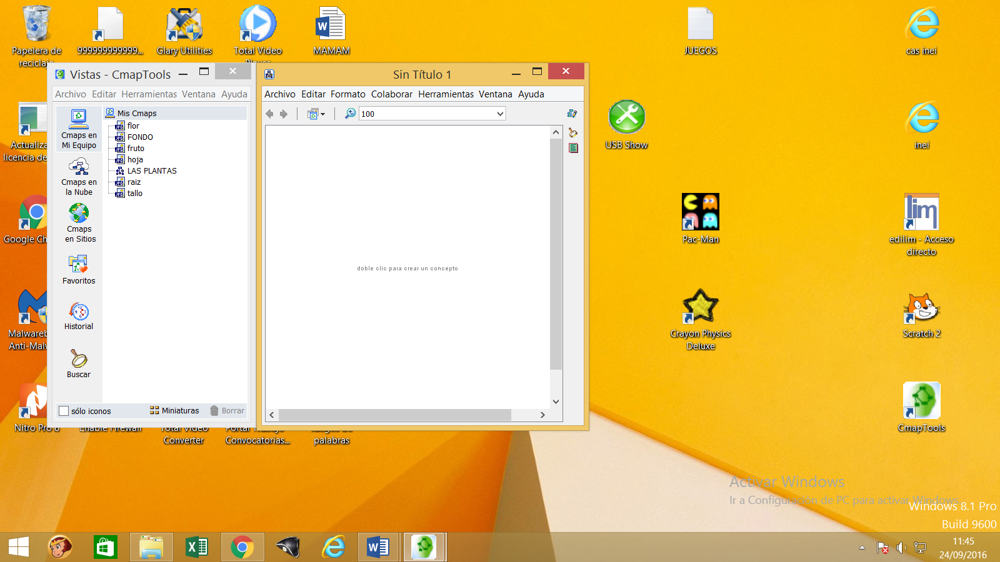 Papelera de
reciclaje
999999999999...
Glary Utilities
Total Video
Player
MAMAM
JUEGOS
cas inei
Vistas - CmapTools
Archivo Editar Herramientas Ventana Ayuda
Cmaps en
Mi Equipo
Cmaps en
la Nube
Cmaps
en Sitios
Favoritos
Historial
Buscar
Mis Cmaps
flor
FONDO
fruto
hoja
LAS PLANTAS
raiz
tallo
sólo iconos
Miniaturas
Borrar
Sin Título 1
Archivo Editar Formato Colaborar Herramientas Ventana Ayuda
100
doble clic para crear un concepto
Actualiza
licencia de
Google Ch
Malwareb
Anti-Malw
Nitro Pro 8
Enable Firewall
Total Video
Converter
Portal Trabajo
Convocatorias...
palabras
USB Show
inei
Pac-Man
edilim - Acceso
directo
Crayon Physics
Deluxe
Scratch 2
CmapTools
Activar Windows
Ir a Configuración de PC para activar Windows.
Windows 8.1 Pro
Build 9600
11:45
24/09/2016